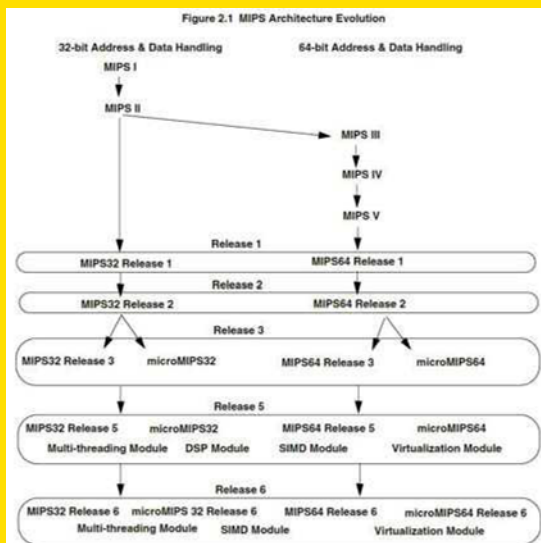 Figure 2.1 MIPS Architecture Evolution
32-bit Address & Data Handling 64-bit Address & Data Handling
MIPS I
MIPS II
MIPS III
MIPS IV
MIPS V
Release 1
MIPS32 Release 1 MIPS64 Release 1
Release 2
MIPS32 Release 2 MIPS64 Release 2
Release 3
MIPS32 Release 3 microMIPS32 MIPS64 Release 3 microMIPS64
Release 5
MIPS32 Release 5 microMIPS32 MIPS64 Release 5 microMIPS64
Multi-threading Module DSP Module SIMD Module Virtualization Module
Release 6
MIPS32 Release 6 microMIPS 32 Release 6 MIPS64 Release 6 microMIPS64 Release 6
Multi-threading Module SIMD Module Virtualization Module